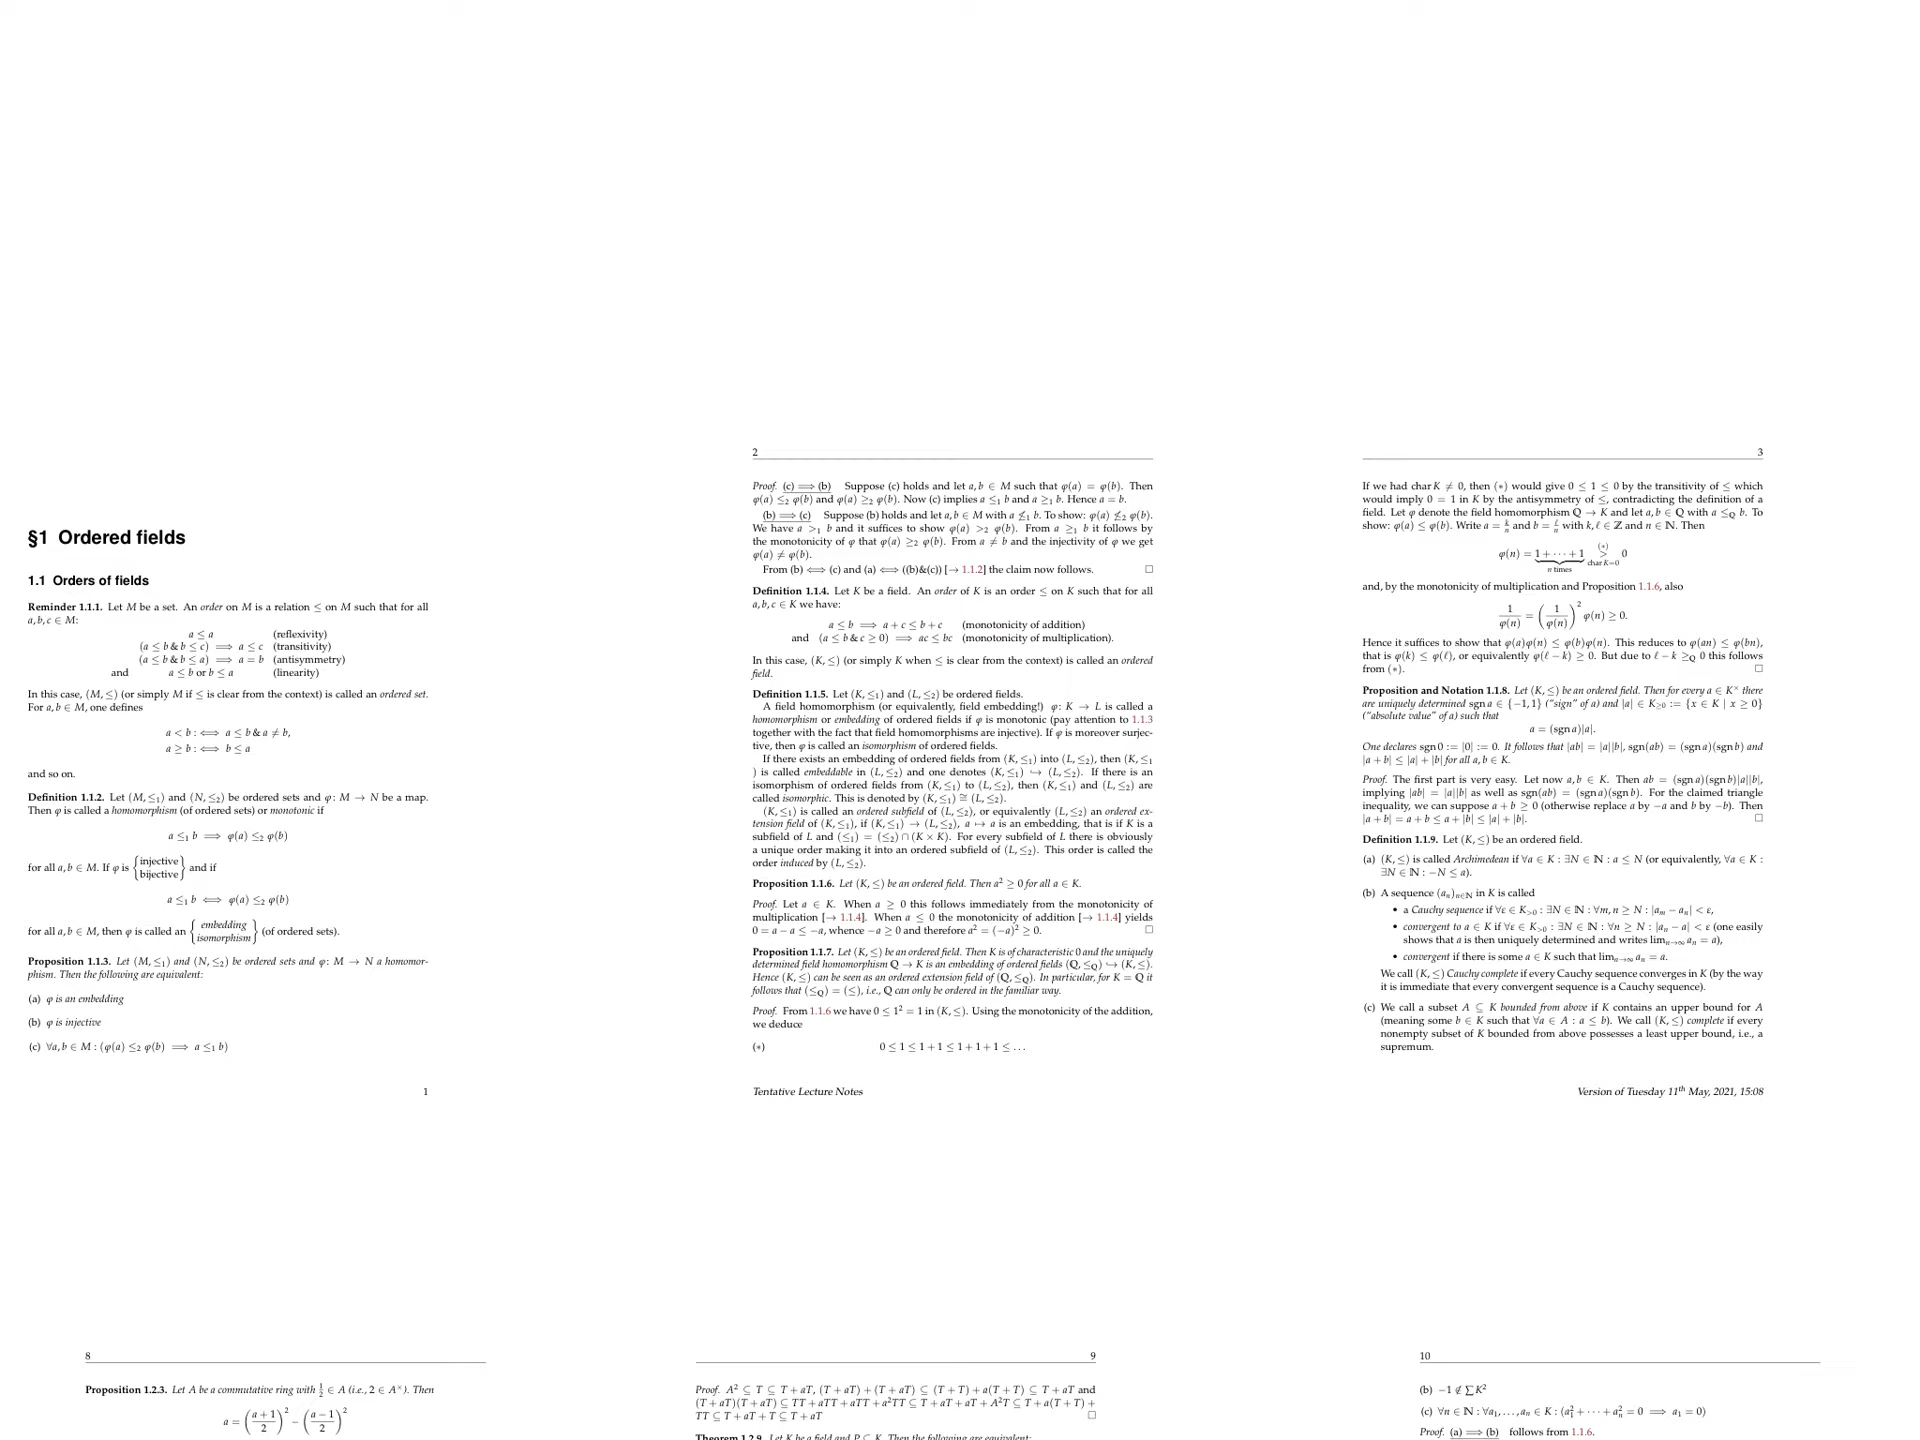 §1 Ordered fields
1.1 Orders of fields
Reminder 1.1.1. Let M be a set. An order on M is a relation ≤ on M such that for all
a, b, c ∈ M:
a ≤ a (reflexivity)
(a ≤ b & b ≤ c) ⟹ a ≤ c (transitivity)
(a ≤ b & b ≤ a) ⟹ a = b (antisymmetry)
and a ≤ b or b ≤ a (linearity)
In this case, (M, ≤) (or simply M if ≤ is clear from the context) is called an ordered set.
For a, b ∈ M, one defines
a < b :⟺ a ≤ b & a ≠ b,
a ≥ b :⟺ b ≤ a
and so on.
Definition 1.1.2. Let (M, ≤₁) and (N, ≤₂) be ordered sets and φ: M → N be a map.
Then φ is called a homomorphism (of ordered sets) or monotonic if
a ≤₁ b ⟹ φ(a) ≤₂ φ(b)
for all a, b ∈ M. If φ is {injective
bijective} and if
a ≤₁ b ⟺ φ(a) ≤₂ φ(b)
for all a, b ∈ M, then φ is called an {embedding
isomorphism} (of ordered sets).
Proposition 1.1.3. Let (M, ≤₁) and (N, ≤₂) be ordered sets and φ: M → N a homomor-
phism. Then the following are equivalent:
(a) φ is an embedding
(b) φ is injective
(c) ∀a, b ∈ M : (φ(a) ≤₂ φ(b) ⟹ a ≤₁ b)
1
2
Proof. (c) ⟹ (b) Suppose (c) holds and let a, b ∈ M such that φ(a) = φ(b). Then
φ(a) ≤₂ φ(b) and φ(a) ≥₂ φ(b). Now (c) implies a ≤₁ b and a ≥₁ b. Hence a = b.
(b) ⟹ (c) Suppose (b) holds and let a, b ∈ M with a ≰₁ b. To show: φ(a) ≰₂ φ(b).
We have a >₁ b and it suffices to show φ(a) >₂ φ(b). From a ≥₁ b it follows by
the monotonicity of φ that φ(a) ≥₂ φ(b). From a ≠ b and the injectivity of φ we get
φ(a) ≠ φ(b).
From (b) ⟺ (c) and (a) ⟺ ((b)&(c)) [→ 1.1.2] the claim now follows. □
Definition 1.1.4. Let K be a field. An order of K is an order ≤ on K such that for all
a, b, c ∈ K we have:
a ≤ b ⟹ a + c ≤ b + c (monotonicity of addition)
and (a ≤ b & c ≥ 0) ⟹ ac ≤ bc (monotonicity of multiplication).
In this case, (K, ≤) (or simply K when ≤ is clear from the context) is called an ordered
field.
Definition 1.1.5. Let (K, ≤₁) and (L, ≤₂) be ordered fields.
A field homomorphism (or equivalently, field embedding!) φ: K → L is called a
homomorphism or embedding of ordered fields if φ is monotonic (pay attention to 1.1.3
together with the fact that field homomorphisms are injective). If φ is moreover surjec-
tive, then φ is called an isomorphism of ordered fields.
If there exists an embedding of ordered fields from (K, ≤₁) into (L, ≤₂), then (K, ≤₁
) is called embeddable in (L, ≤₂) and one denotes (K, ≤₁) ↪ (L, ≤₂). If there is an
isomorphism of ordered fields from (K, ≤₁) to (L, ≤₂), then (K, ≤₁) and (L, ≤₂) are
called isomorphic. This is denoted by (K, ≤₁) ≅ (L, ≤₂).
(K, ≤₁) is called an ordered subfield of (L, ≤₂), or equivalently (L, ≤₂) an ordered ex-
tension field of (K, ≤₁), if (K, ≤₁) → (L, ≤₂), a ↦ a is an embedding, that is if K is a
subfield of L and (≤₁) = (≤₂) ∩ (K × K). For every subfield of L there is obviously
a unique order making it into an ordered subfield of (L, ≤₂). This order is called the
order induced by (L, ≤₂).
Proposition 1.1.6. Let (K, ≤) be an ordered field. Then a² ≥ 0 for all a ∈ K.
Proof. Let a ∈ K. When a ≥ 0 this follows immediately from the monotonicity of
multiplication [→ 1.1.4]. When a ≤ 0 the monotonicity of addition [→ 1.1.4] yields
0 = a − a ≤ −a, whence −a ≥ 0 and therefore a² = (−a)² ≥ 0. □
Proposition 1.1.7. Let (K, ≤) be an ordered field. Then K is of characteristic 0 and the uniquely
determined field homomorphism ℚ → K is an embedding of ordered fields (ℚ, ≤_ℚ) ↪ (K, ≤).
Hence (K, ≤) can be seen as an ordered extension field of (ℚ, ≤_ℚ). In particular, for K = ℚ it
follows that (≤_ℚ) = (≤), i.e., ℚ can only be ordered in the familiar way.
Proof. From 1.1.6 we have 0 ≤ 1² = 1 in (K, ≤). Using the monotonicity of the addition,
we deduce
(∗) 0 ≤ 1 ≤ 1 + 1 ≤ 1 + 1 + 1 ≤ . . .
Tentative Lecture Notes
3
If we had char K ≠ 0, then (∗) would give 0 ≤ 1 ≤ 0 by the transitivity of ≤ which
would imply 0 = 1 in K by the antisymmetry of ≤, contradicting the definition of a
field. Let φ denote the field homomorphism ℚ → K and let a, b ∈ ℚ with a ≤_ℚ b. To
show: φ(a) ≤ φ(b). Write a = k/n and b = ℓ/n with k, ℓ ∈ ℤ and n ∈ ℕ. Then
φ(n) = 1 + · · · + 1 (n times) > (∗) (char K=0) 0
and, by the monotonicity of multiplication and Proposition 1.1.6, also
1/φ(n) = (1/φ(n))² φ(n) ≥ 0.
Hence it suffices to show that φ(a)φ(n) ≤ φ(b)φ(n). This reduces to φ(an) ≤ φ(bn),
that is φ(k) ≤ φ(ℓ), or equivalently φ(ℓ − k) ≥ 0. But due to ℓ − k ≥_ℚ 0 this follows
from (∗). □
Proposition and Notation 1.1.8. Let (K, ≤) be an ordered field. Then for every a ∈ K^× there
are uniquely determined sgn a ∈ {−1, 1} (“sign” of a) and |a| ∈ K≥0 := {x ∈ K | x ≥ 0}
(“absolute value” of a) such that
a = (sgn a)|a|.
One declares sgn 0 := |0| := 0. It follows that |ab| = |a||b|, sgn(ab) = (sgn a)(sgn b) and
|a + b| ≤ |a| + |b| for all a, b ∈ K.
Proof. The first part is very easy. Let now a, b ∈ K. Then ab = (sgn a)(sgn b)|a||b|,
implying |ab| = |a||b| as well as sgn(ab) = (sgn a)(sgn b). For the claimed triangle
inequality, we can suppose a + b ≥ 0 (otherwise replace a by −a and b by −b). Then
|a + b| = a + b ≤ a + |b| ≤ |a| + |b|. □
Definition 1.1.9. Let (K, ≤) be an ordered field.
(a) (K, ≤) is called Archimedean if ∀a ∈ K : ∃N ∈ ℕ : a ≤ N (or equivalently, ∀a ∈ K :
∃N ∈ ℕ : −N ≤ a).
(b) A sequence (aₙ)ₙ∈ℕ in K is called
• a Cauchy sequence if ∀ε ∈ K>0 : ∃N ∈ ℕ : ∀m, n ≥ N : |aₘ − aₙ| < ε,
• convergent to a ∈ K if ∀ε ∈ K>0 : ∃N ∈ ℕ : ∀n ≥ N : |aₙ − a| < ε (one easily
shows that a is then uniquely determined and writes limₙ→∞ aₙ = a),
• convergent if there is some a ∈ K such that limₙ→∞ aₙ = a.
We call (K, ≤) Cauchy complete if every Cauchy sequence converges in K (by the way
it is immediate that every convergent sequence is a Cauchy sequence).
(c) We call a subset A ⊆ K bounded from above if K contains an upper bound for A
(meaning some b ∈ K such that ∀a ∈ A : a ≤ b). We call (K, ≤) complete if every
nonempty subset of K bounded from above possesses a least upper bound, i.e., a
supremum.
Version of Tuesday 11th May, 2021, 15:08
8
Proposition 1.2.3. Let A be a commutative ring with 1/2 ∈ A (i.e., 2 ∈ A^×). Then
a = ((a + 1)/2)² − ((a − 1)/2)²
9
Proof. A² ⊆ T ⊆ T + aT, (T + aT) + (T + aT) ⊆ (T + T) + a(T + T) ⊆ T + aT and
(T + aT)(T + aT) ⊆ TT + aTT + aTT + a²TT ⊆ T + aT + aT + A²T ⊆ T + a(T + T) +
TT ⊆ T + aT + T ⊆ T + aT □
Theorem 1.2.9. Let K be a field and P ⊆ K. Then the following are equivalent:
10
(b) −1 ∉ ∑K²
(c) ∀n ∈ ℕ : ∀a₁, . . . , aₙ ∈ K : (a₁² + · · · + aₙ² = 0 ⟹ a₁ = 0)
Proof. (a) ⟹ (b) follows from 1.1.6.